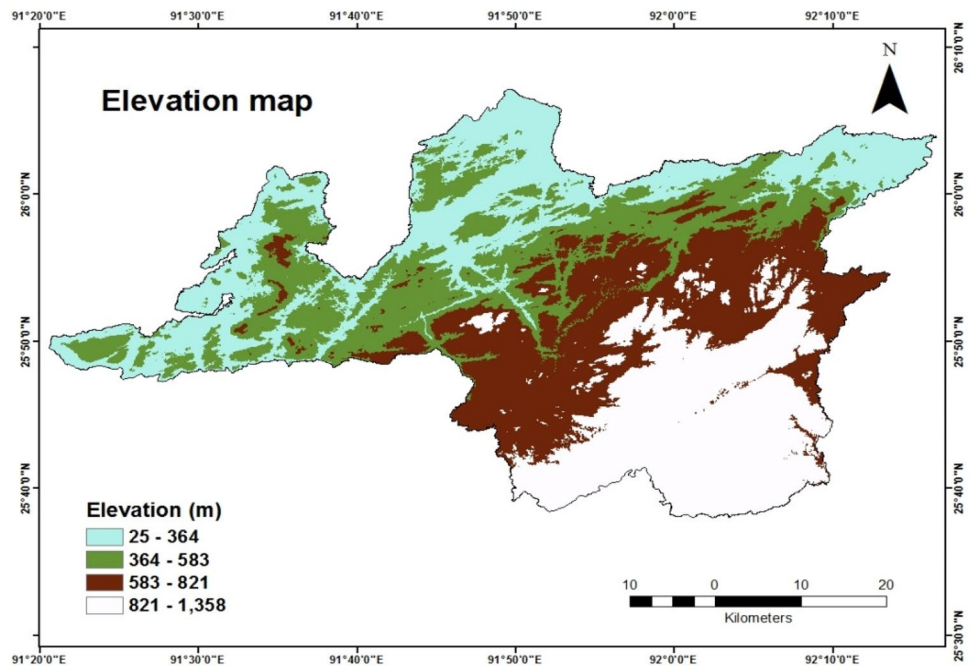 91°20'0"E 91°30'0"E 91°40'0"E 91°50'0"E 92°0'0"E 92°10'0"E
26°10'0"N
N
Elevation map
26°0'0"N 26°0'0"N
25°50'0"N 25°50'0"N
25°40'0"N 25°40'0"N
Elevation (m)
25 - 364
364 - 583
583 - 821
821 - 1,358
10 0 10 20
Kilometers
25°30'0"N
91°20'0"E 91°30'0"E 91°40'0"E 91°50'0"E 92°0'0"E 92°10'0"E